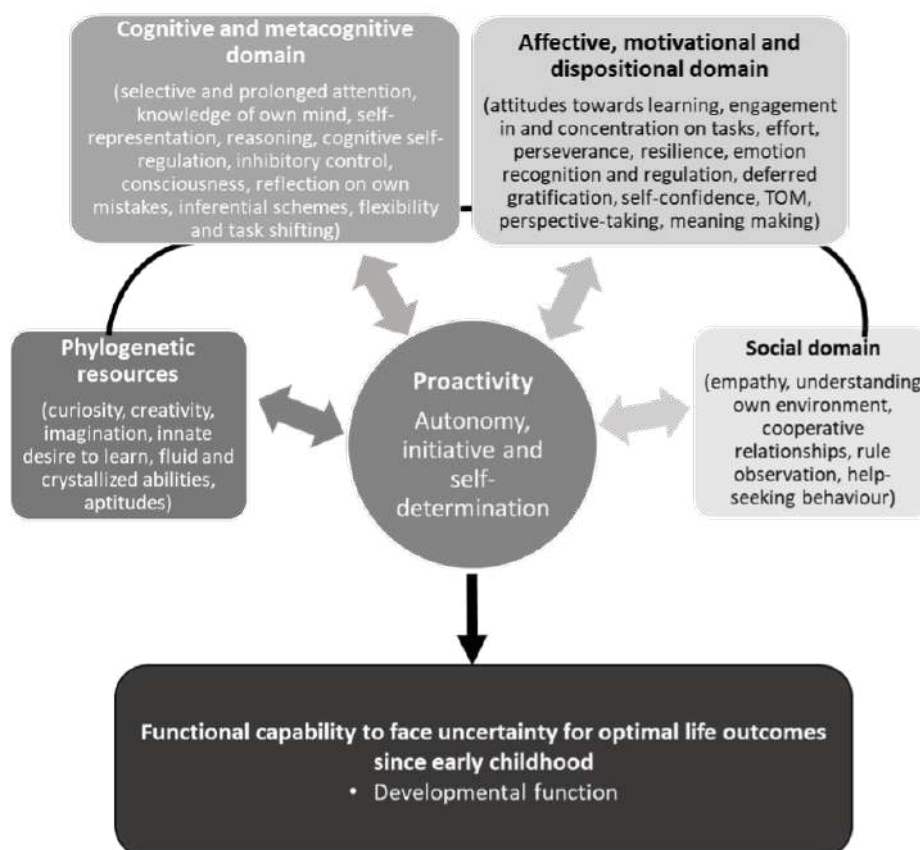 Cognitive and metacognitive
domain
(selective and prolonged attention,
knowledge of own mind, self-
representation, reasoning, cognitive self-
regulation, inhibitory control,
consciousness, reflection on own
mistakes, inferential schemes, flexibility
and task shifting)
Affective, motivational and
dispositional domain
(attitudes towards learning, engagement
in and concentration on tasks, effort,
perseverance, resilience, emotion
recognition and regulation, deferred
gratification, self-confidence, TOM,
perspective-taking, meaning making)
Phylogenetic
resources
(curiosity, creativity,
imagination, innate
desire to learn, fluid and
crystallized abilities,
aptitudes)
Proactivity
Autonomy,
initiative and
self-
determination
Social domain
(empathy, understanding
own environment,
cooperative
relationships, rule
observation, help-
seeking behaviour)
Functional capability to face uncertainty for optimal life outcomes
since early childhood
• Developmental function